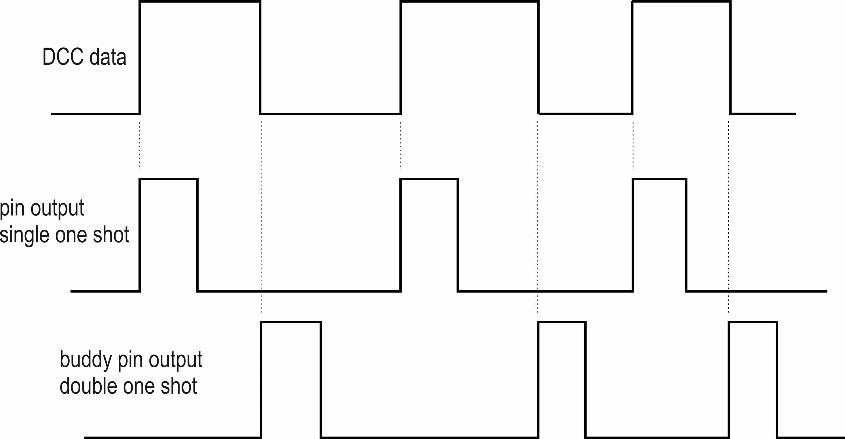 DCC data
pin output
single one shot
buddy pin output
double one shot